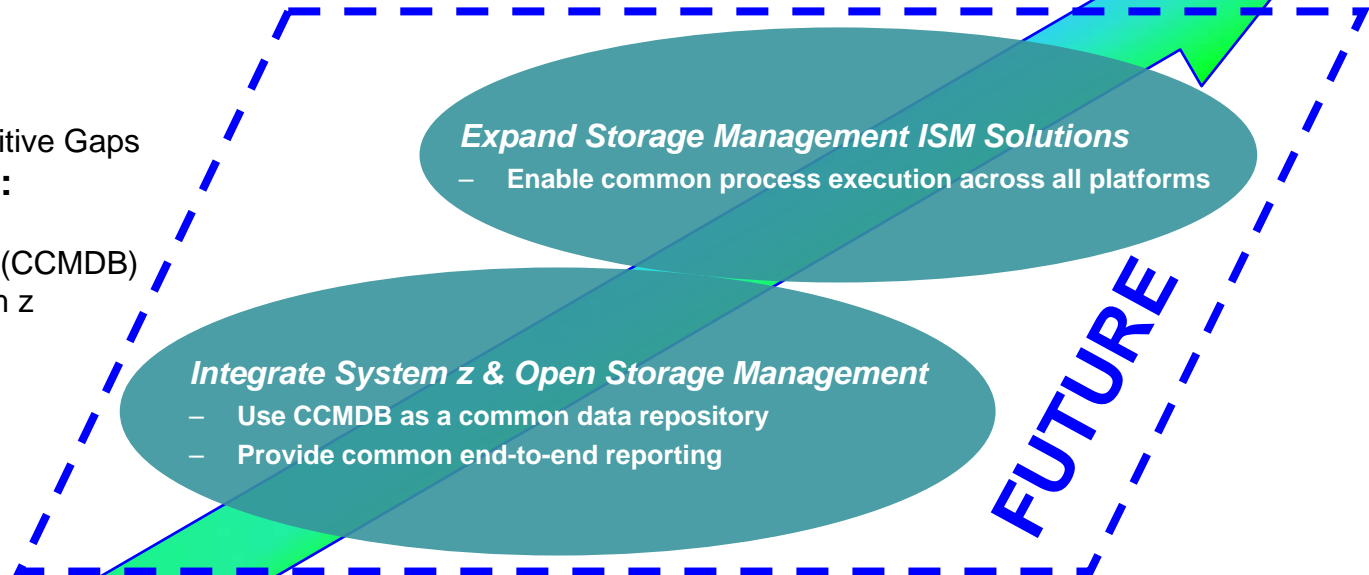 itive Gaps
:
(CCMDB)
z
Expand Storage Management ISM Solutions
– Enable common process execution across all platforms
Integrate System z & Open Storage Management
– Use CCMDB as a common data repository
– Provide common end-to-end reporting
FUTURE